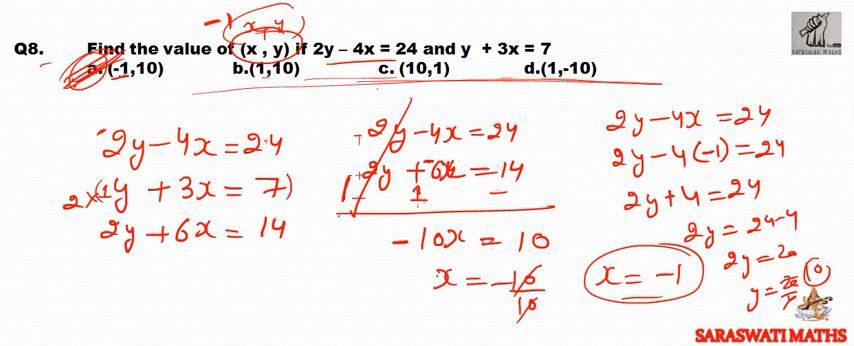 -1 x, y
Q8. Find the value of (x , y) if 2y – 4x = 24 and y + 3x = 7
a. (-1,10) b.(1,10) c. (10,1) d.(1,-10)
2y - 4x = 24
2x(1y + 3x = 7)
2y + 6x = 14
2y - 4x = 24
2y + 6x = 14
- 10x = 10
x = -10/10
x = -1
2y - 4x = 24
2y - 4(-1) = 24
2y + 4 = 24
2y = 24-4
2y = 20
y = 20/2 10
SARASWATI MATHS